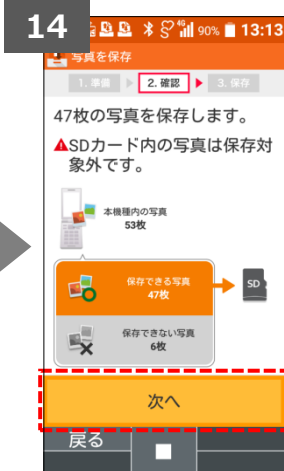 14
4G 90% 13:13
写真を保存
1. 準備 2. 確認 3. 保存
47枚の写真を保存します。
SDカード内の写真は保存対
象外です。
本機種内の写真
53枚
保存できる写真
47枚
SD
保存できない写真
6枚
次へ
戻る